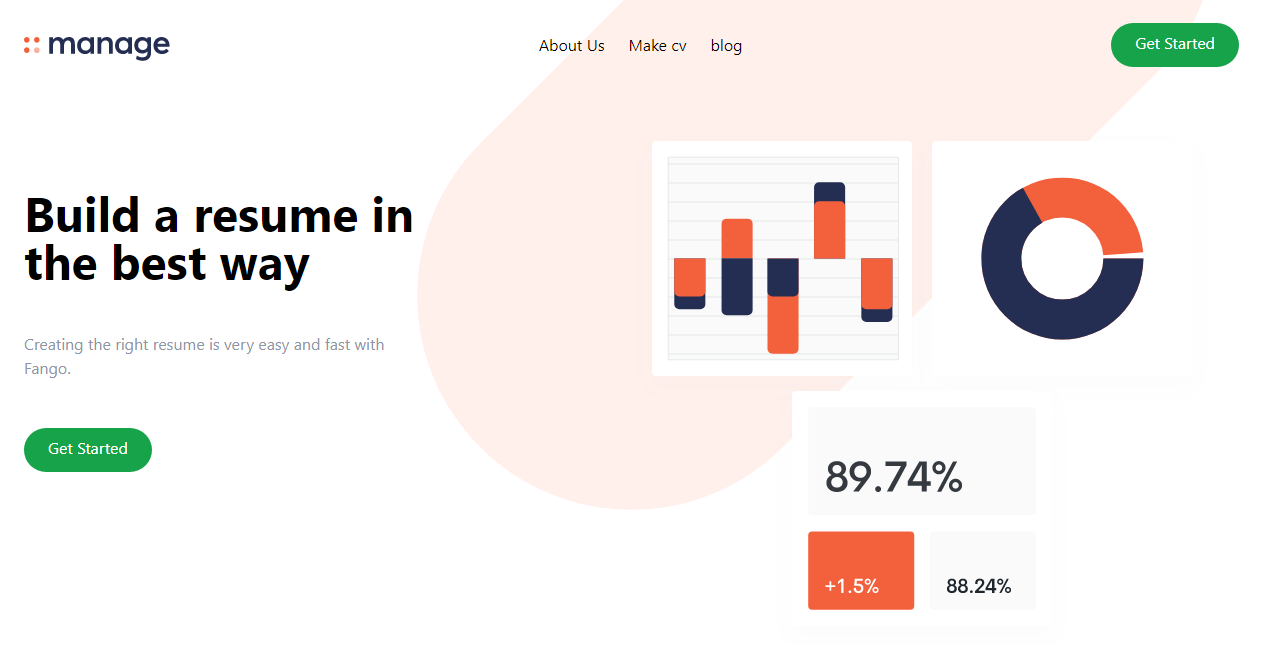 manage
About Us
Make cv
blog
Get Started
Build a resume in
the best way
Creating the right resume is very easy and fast with
Fango.
Get Started
89.74%
+1.5%
88.24%